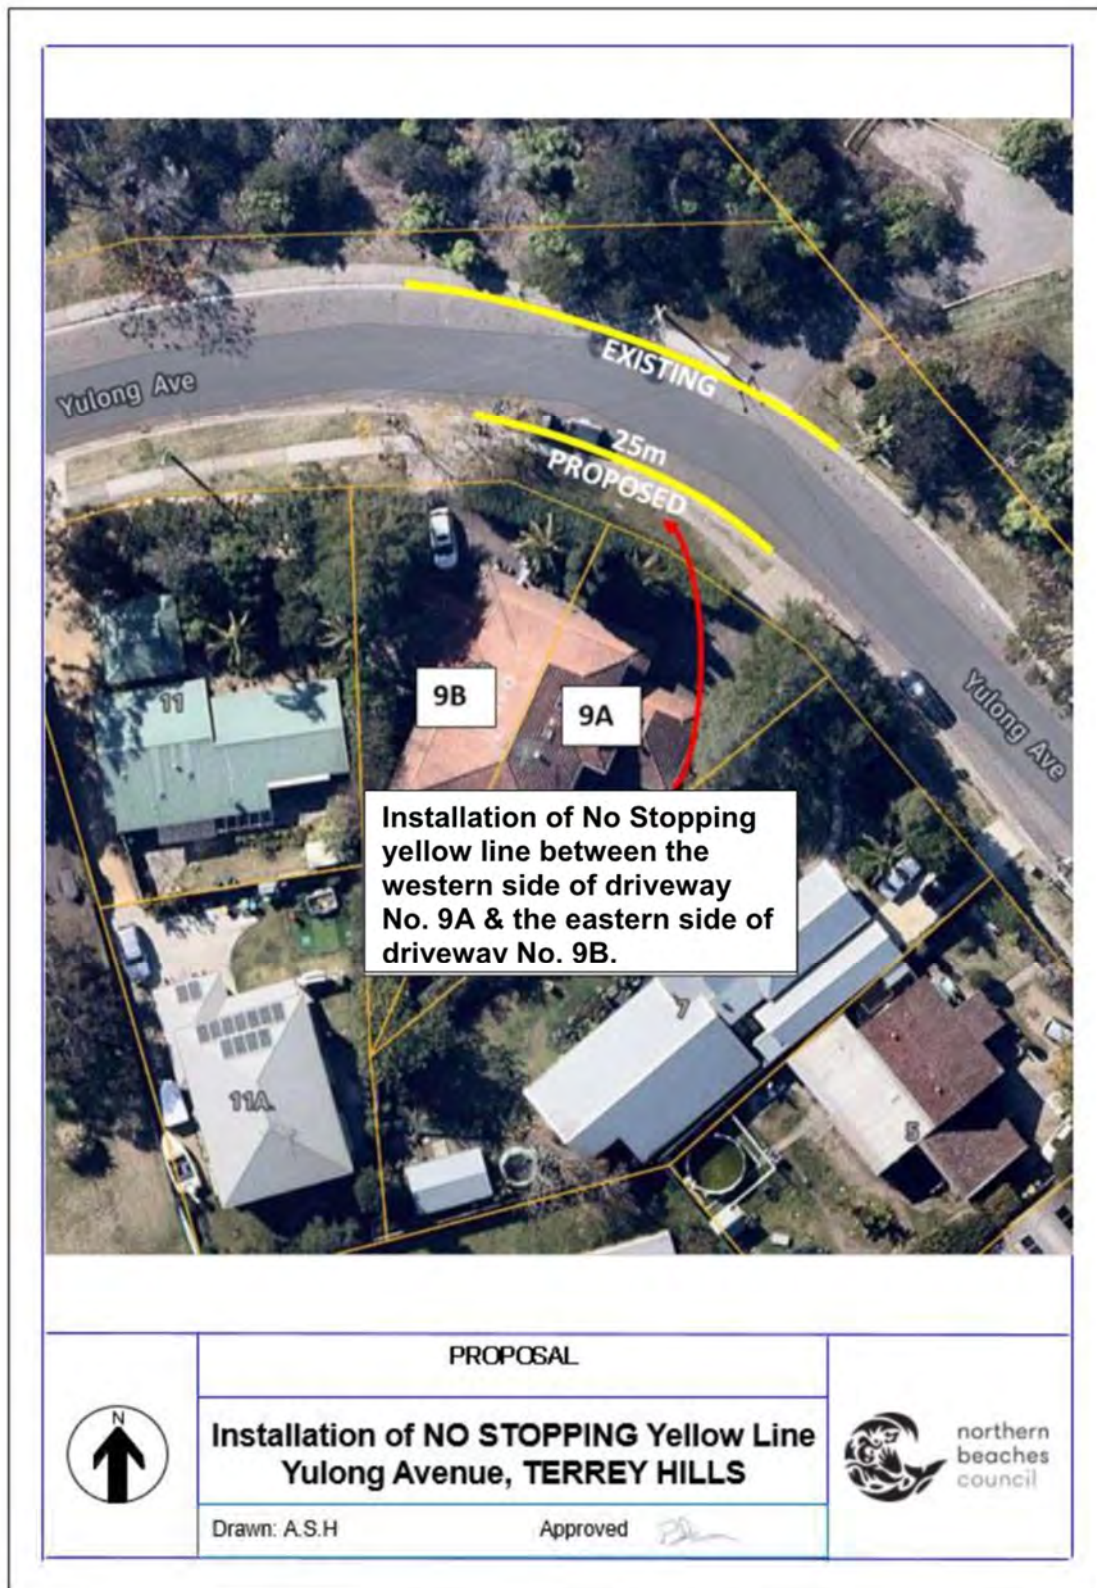 EXISTING
Yulong Ave
25m
PROPOSED
9B
11
9A
Yulong Ave
Installation of No Stopping
yellow line between the
western side of driveway
No. 9A & the eastern side of
driveway No. 9B.
7
11A
5
PROPOSAL
N
Installation of NO STOPPING Yellow Line
Yulong Avenue, TERREY HILLS
northern
beaches
council
Drawn: A.S.H
Approved